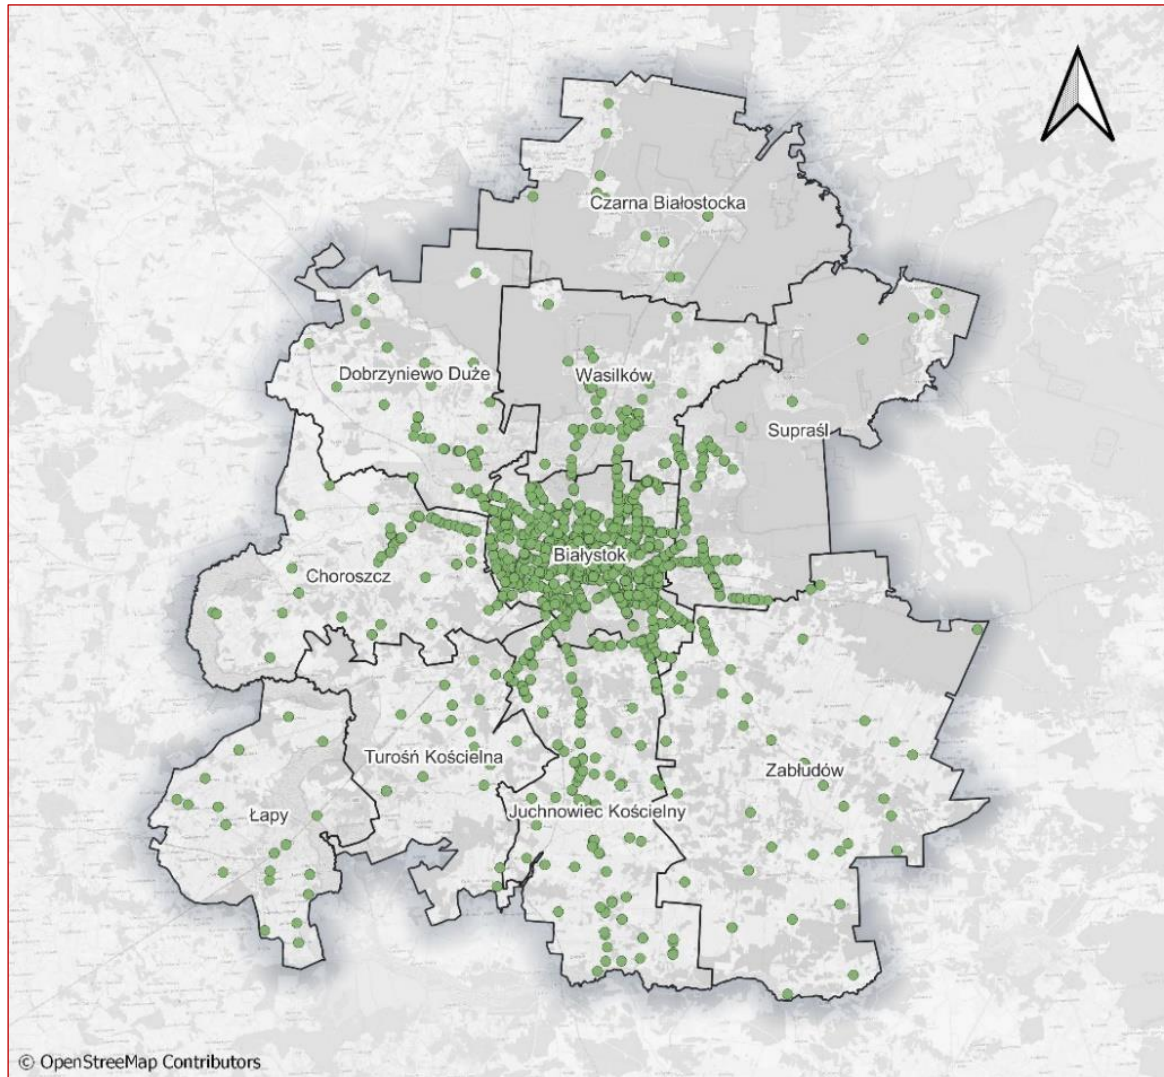 Czarna Białostocka
Dobrzyniewo Duże
Wasilków
Supraśl
Białystok
Choroszcz
Turośń Kościelna
Zabłudów
Łapy
Juchnowiec Kościelny
© OpenStreeMap Contributors